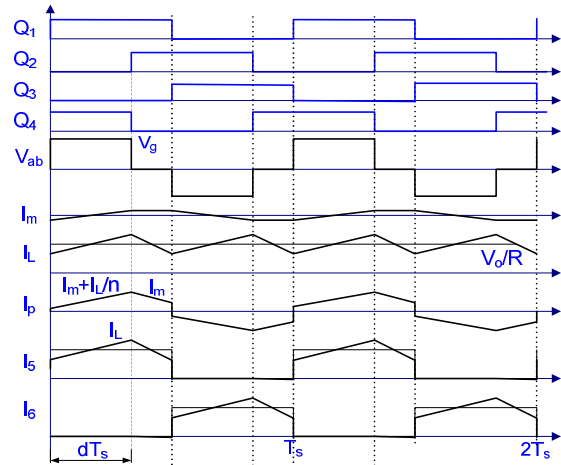 Q1
Q2
Q3
Q4
Vg
Vab
Im
IL
Vo/R
Im+IL/n Im
Ip
IL
I5
I6
dTs Ts 2Ts